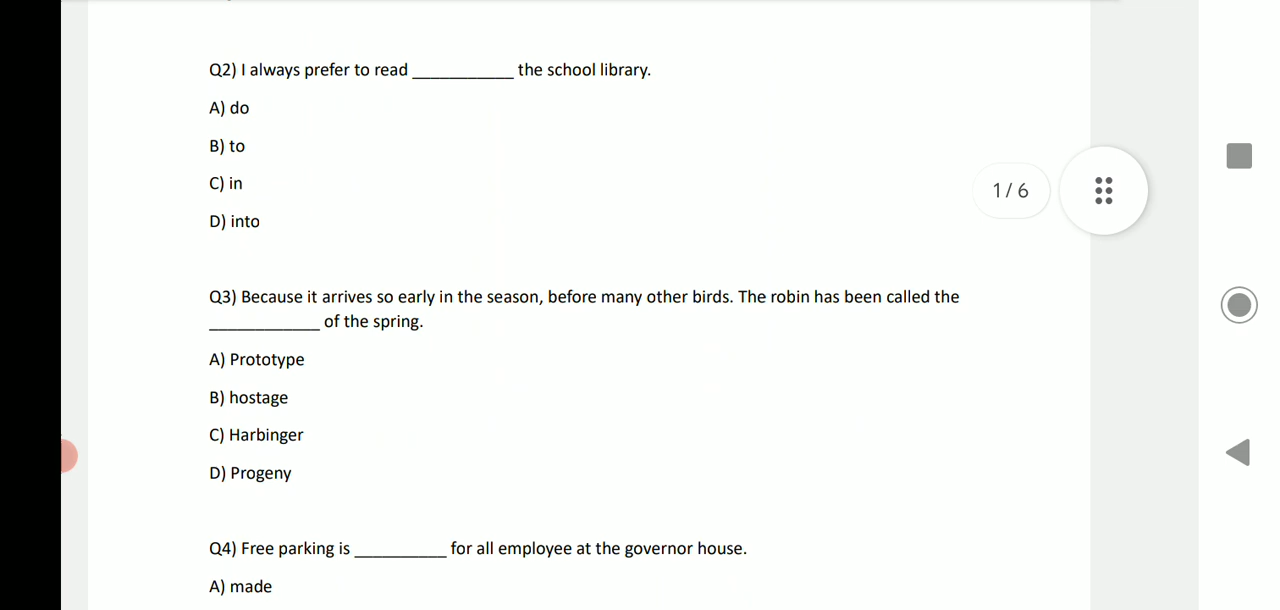 Q2) I always prefer to read ___________ the school library.
A) do
B) to
C) in
D) into
1 / 6
Q3) Because it arrives so early in the season, before many other birds. The robin has been called the
____________ of the spring.
A) Prototype
B) hostage
C) Harbinger
D) Progeny
Q4) Free parking is __________ for all employee at the governor house.
A) made